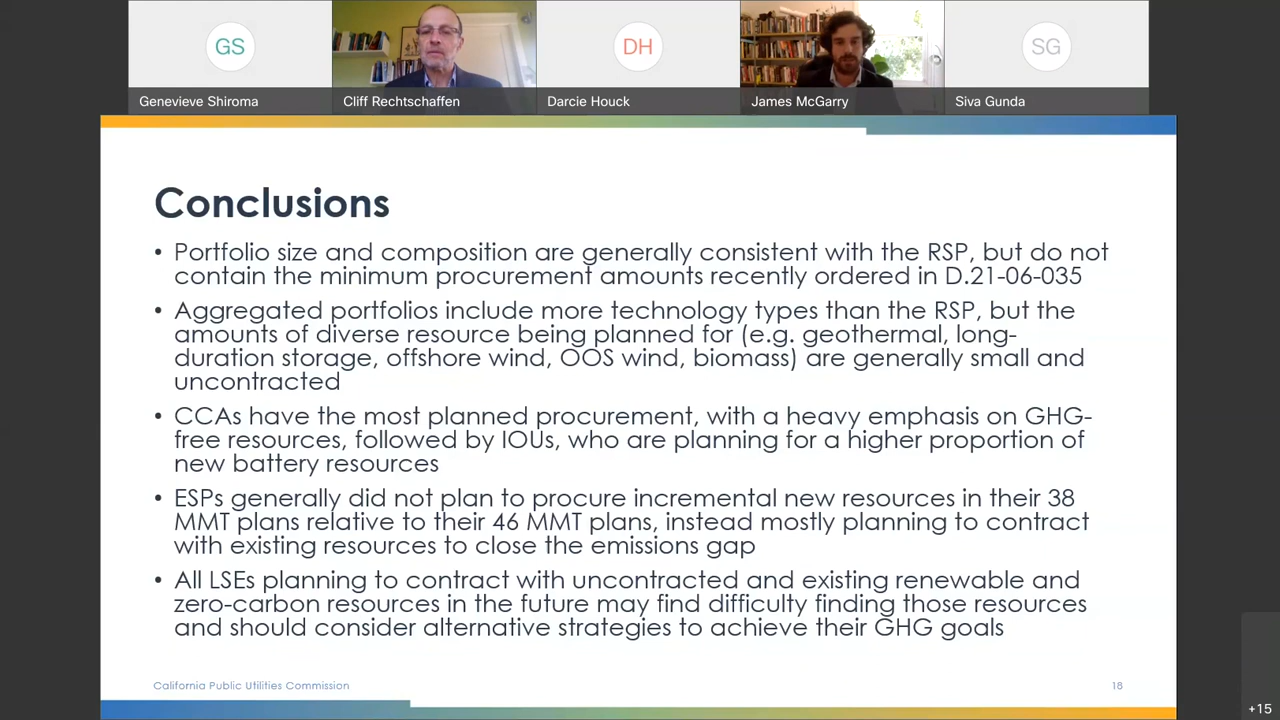 GS
DH
SG
Genevieve Shiroma
Cliff Rechtschaffen
Darcie Houck
James McGarry
Siva Gunda
Conclusions
• Portfolio size and composition are generally consistent with the RSP, but do not
contain the minimum procurement amounts recently ordered in D.21-06-035
• Aggregated portfolios include more technology types than the RSP, but the
amounts of diverse resource being planned for (e.g. geothermal, long-
duration storage, offshore wind, OOS wind, biomass) are generally small and
uncontracted
• CCAs have the most planned procurement, with a heavy emphasis on GHG-
free resources, followed by IOUs, who are planning for a higher proportion of
new battery resources
• ESPs generally did not plan to procure incremental new resources in their 38
MMT plans relative to their 46 MMT plans, instead mostly planning to contract
with existing resources to close the emissions gap
• All LSEs planning to contract with uncontracted and existing renewable and
zero-carbon resources in the future may find difficulty finding those resources
and should consider alternative strategies to achieve their GHG goals
California Public Utilities Commission
18
+15